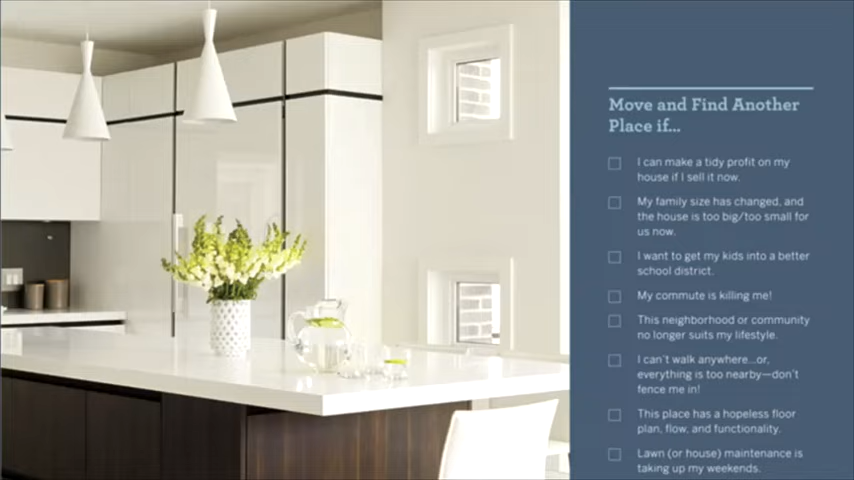 Move and Find Another
Place if...
I can make a tidy profit on my
house if I sell it now.
My family size has changed, and
the house is too big/too small for
us now.
I want to get my kids into a better
school district.
My commute is killing me!
This neighborhood or community
no longer suits my lifestyle.
I can't walk anywhere...or,
everything is too nearby—don't
fence me in!
This place has a hopeless floor
plan, flow, and functionality.
Lawn (or house) maintenance is
taking up my weekends.